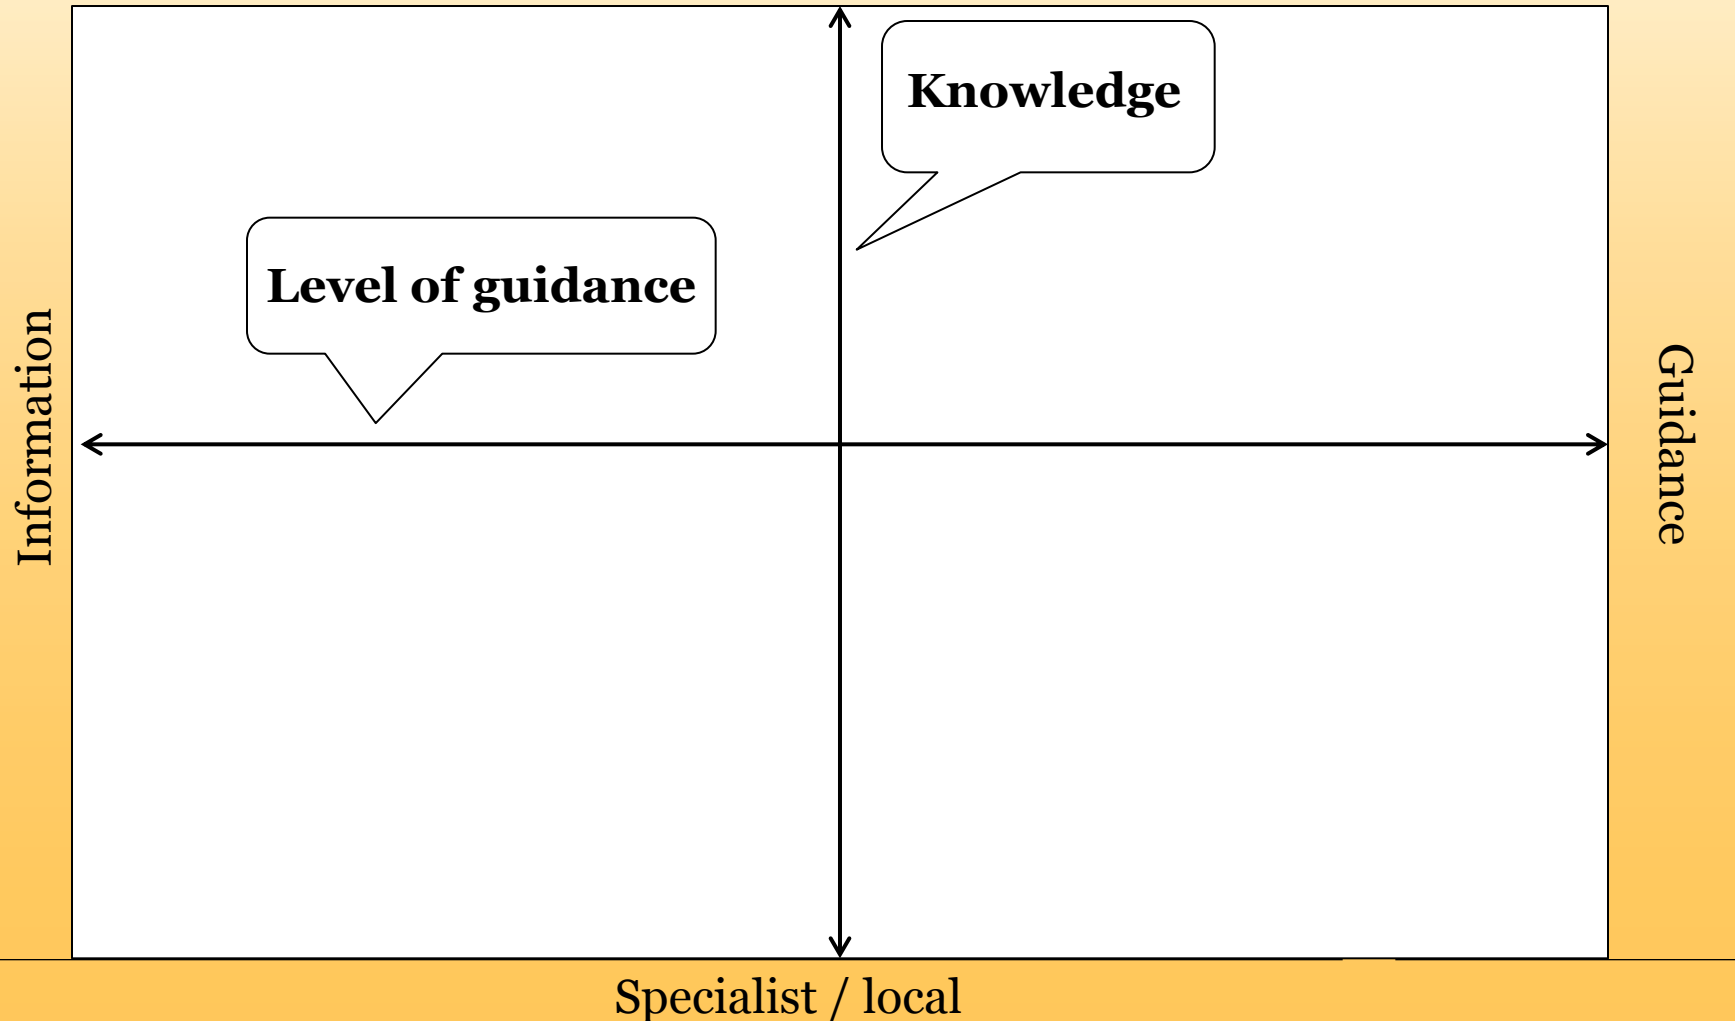 Knowledge
Level of guidance
Information
Guidance
Specialist / local